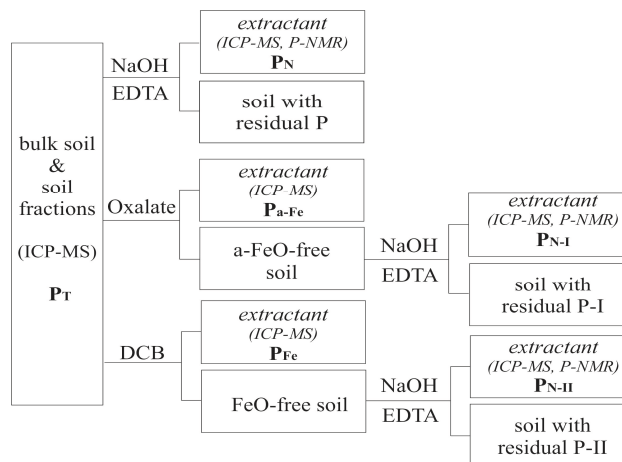 bulk soil
&
soil
fractions
(ICP-MS)
PT
NaOH
EDTA
extractant
(ICP-MS, P-NMR)
PN
soil with
residual P
Oxalate
extractant
(ICP-MS)
Pa-Fe
a-FeO-free
soil
NaOH
EDTA
extractant
(ICP-MS, P-NMR)
PN-I
soil with
residual P-I
DCB
extractant
(ICP-MS)
PFe
FeO-free soil
NaOH
EDTA
extractant
(ICP-MS, P-NMR)
PN-II
soil with
residual P-II